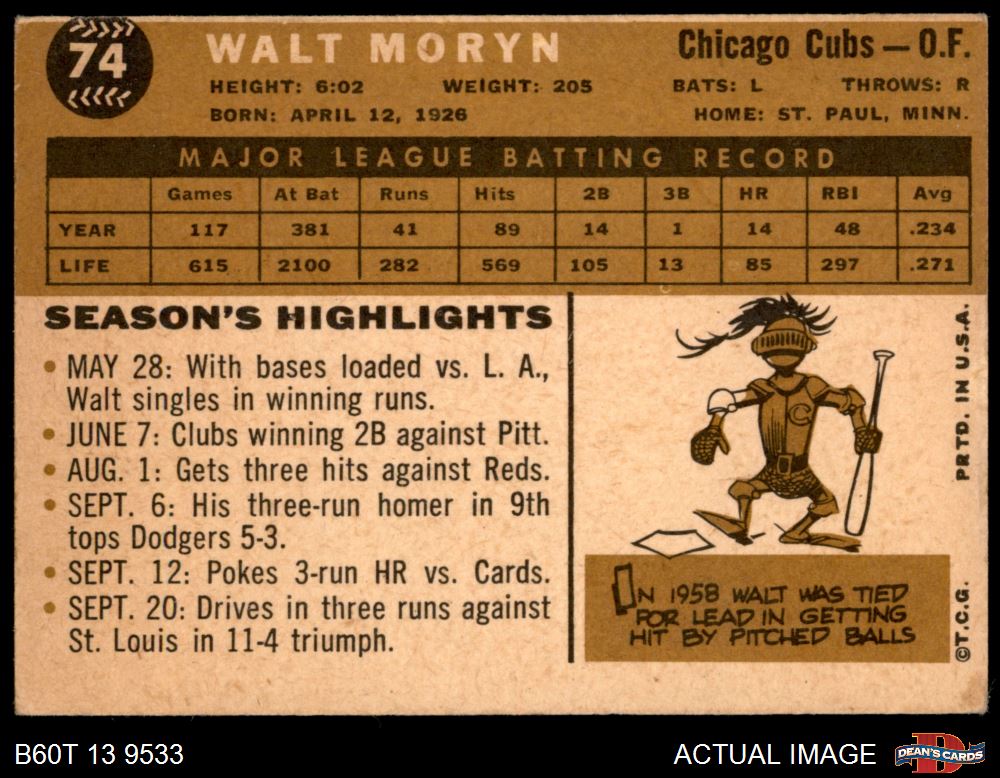 74
WALT MORYN
Chicago Cubs — O.F.
HEIGHT: 6:02 WEIGHT: 205 BATS: L THROWS: R
BORN: APRIL 12, 1926 HOME: ST. PAUL, MINN.
MAJOR LEAGUE BATTING RECORD
Games At Bat Runs Hits 2B 3B HR RBI Avg
YEAR 117 381 41 89 14 1 14 48 .234
LIFE 615 2100 282 569 105 13 85 297 .271
SEASON'S HIGHLIGHTS
• MAY 28: With bases loaded vs. L. A.,
Walt singles in winning runs.
• JUNE 7: Clubs winning 2B against Pitt.
• AUG. 1: Gets three hits against Reds.
• SEPT. 6: His three-run homer in 9th
tops Dodgers 5-3.
• SEPT. 12: Pokes 3-run HR vs. Cards.
• SEPT. 20: Drives in three runs against
St. Louis in 11-4 triumph.
C
IN 1958 WALT WAS TIED
FOR LEAD IN GETTING
HIT BY PITCHED BALLS
©T.C.G. PRTD. IN U.S.A.
B60T 13 9533
ACTUAL IMAGE
D
DEAN'S CARDS